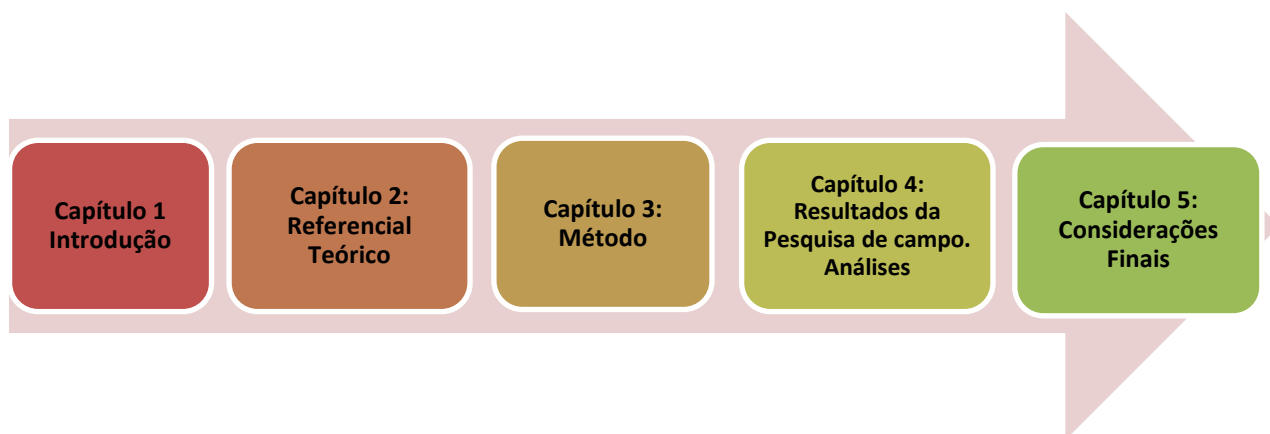 Capítulo 1
Introdução
Capítulo 2:
Referencial
Teórico
Capítulo 3:
Método
Capítulo 4:
Resultados da
Pesquisa de campo.
Análises
Capítulo 5:
Considerações
Finais